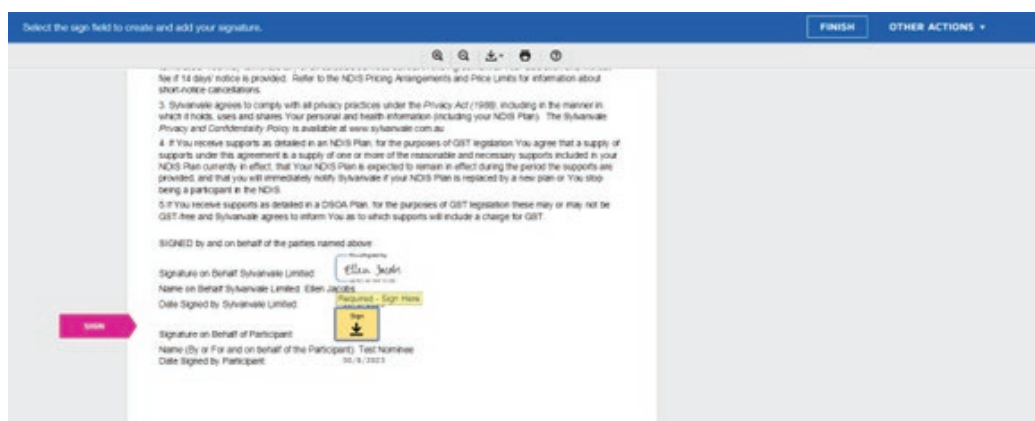 Select the sign field to create and add your signature.
FINISH
OTHER ACTIONS
fee if 14 days' notice is provided. Refer to the NDIS Pricing Arrangements and Price Limits for information about
short-notice cancellations.
3. Sylvanvale agrees to comply with all privacy practices under the Privacy Act (1988), including in the manner in
which it holds, uses and shares Your personal and health information (including your NDIS Plan). The Sylvanvale
Privacy and Confidentiality Policy is available at www.sylvanvale.com.au
4. If You receive supports as detailed in an NDIS Plan, for the purposes of GST legislation You agree that a supply of
supports under this agreement is a supply of one or more of the reasonable and necessary supports included in your
NDIS Plan currently in effect, that Your NDIS Plan is expected to remain in effect during the period the supports are
provided, and that you will immediately notify Sylvanvale if your NDIS Plan is replaced by a new plan or You stop
being a participant in the NDIS.
5.If You receive supports as detailed in a DSOA Plan, for the purposes of GST legislation these may or may not be
GST-free and Sylvanvale agrees to inform You as to which supports will include a charge for GST.
SIGNED by and on behalf of the parties named above
Signature on Behalf Sylvanvale Limited:
Ellen Jacobs
Name on Behalf Sylvanvale Limited: Ellen Jacobs
Required - Sign Here
Date Signed by Sylvanvale Limited:
SIGN
Sign
Signature on Behalf of Participant:
Name (By or For and on behalf of the Participant): Test Nominee
Date Signed by Participant: 30/8/2023